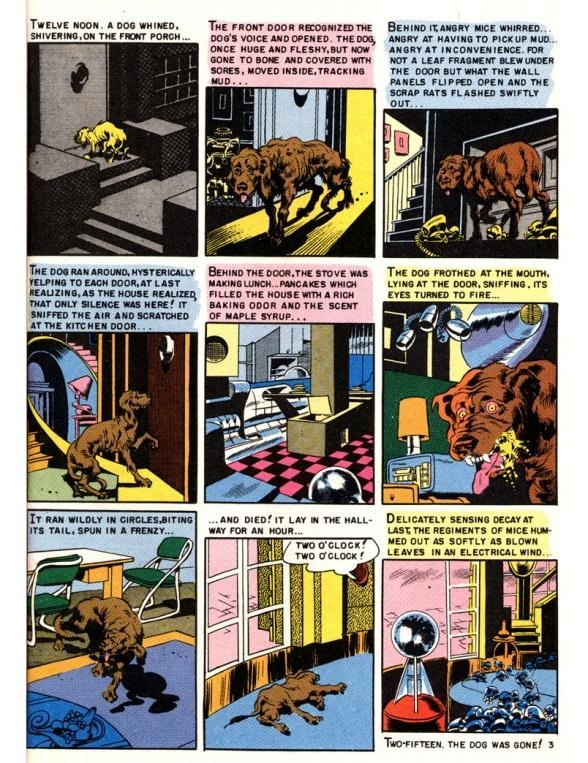 TWELVE NOON. A DOG WHINED,
SHIVERING, ON THE FRONT PORCH...
THE FRONT DOOR RECOGNIZED THE
DOG'S VOICE AND OPENED. THE DOG,
ONCE HUGE AND FLESHY, BUT NOW
GONE TO BONE AND COVERED WITH
SORES, MOVED INSIDE, TRACKING
MUD...
BEHIND IT, ANGRY MICE WHIRRED...
ANGRY AT HAVING TO PICK UP MUD...
ANGRY AT INCONVENIENCE. FOR
NOT A LEAF FRAGMENT BLEW UNDER
THE DOOR BUT WHAT THE WALL
PANELS FLIPPED OPEN AND THE
SCRAP RATS FLASHED SWIFTLY
OUT...
THE DOG RAN AROUND, HYSTERICALLY
YELPING TO EACH DOOR, AT LAST
REALIZING, AS THE HOUSE REALIZED,
THAT ONLY SILENCE WAS HERE! IT
SNIFFED THE AIR AND SCRATCHED
AT THE KITCHEN DOOR...
BEHIND THE DOOR, THE STOVE WAS
MAKING LUNCH... PANCAKES WHICH
FILLED THE HOUSE WITH A RICH
BAKING ODOR AND THE SCENT
OF MAPLE SYRUP...
THE DOG FROTHED AT THE MOUTH,
LYING AT THE DOOR, SNIFFING, ITS
EYES TURNED TO FIRE...
IT RAN WILDLY IN CIRCLES, BITING
ITS TAIL, SPUN IN A FRENZY...
...AND DIED! IT LAY IN THE HALL-
WAY FOR AN HOUR...
TWO O'CLOCK!
TWO O'CLOCK!
DELICATELY SENSING DECAY AT
LAST, THE REGIMENTS OF MICE HUM-
MED OUT AS SOFTLY AS BLOWN
LEAVES IN AN ELECTRICAL WIND...
TWO-FIFTEEN. THE DOG WAS GONE! 3